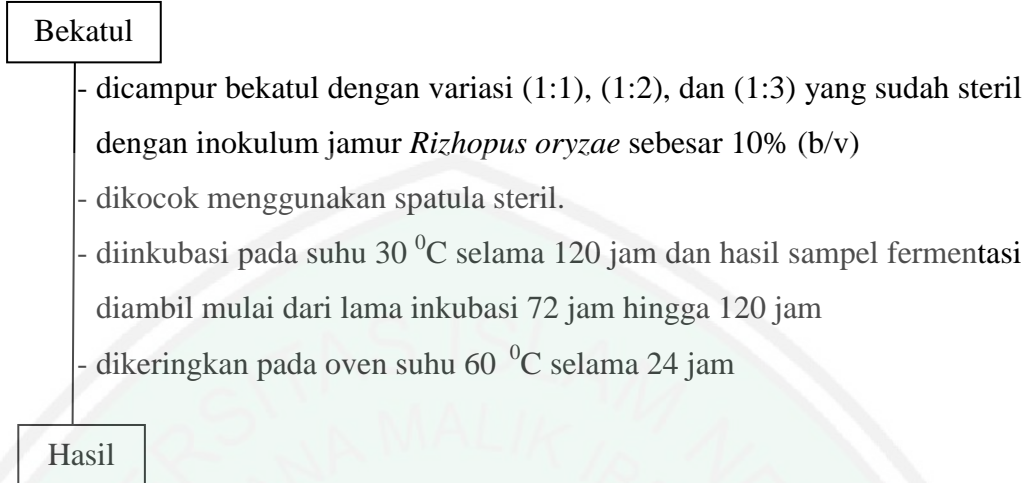 Bekatul
- dicampur bekatul dengan variasi (1:1), (1:2), dan (1:3) yang sudah steril
dengan inokulum jamur Rizhopus oryzae sebesar 10% (b/v)
- dikocok menggunakan spatula steril.
- diinkubasi pada suhu 30 ⁰C selama 120 jam dan hasil sampel fermentasi
diambil mulai dari lama inkubasi 72 jam hingga 120 jam
- dikeringkan pada oven suhu 60 ⁰C selama 24 jam
Hasil